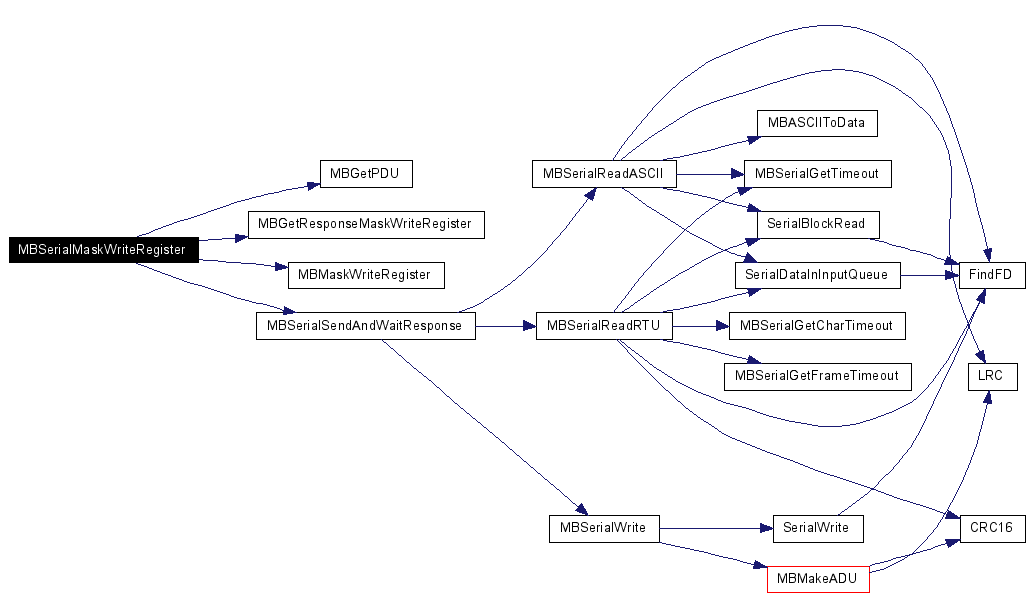 MBASCIIToData
MBGetPDU
MBSerialReadASCII
MBSerialGetTimeout
MBGetResponseMaskWriteRegister
SerialBlockRead
MBSerialMaskWriteRegister
MBMaskWriteRegister
SerialDataInInputQueue
FindFD
MBSerialSendAndWaitResponse
MBSerialReadRTU
MBSerialGetCharTimeout
MBSerialGetFrameTimeout
LRC
MBSerialWrite
SerialWrite
CRC16
MBMakeADU